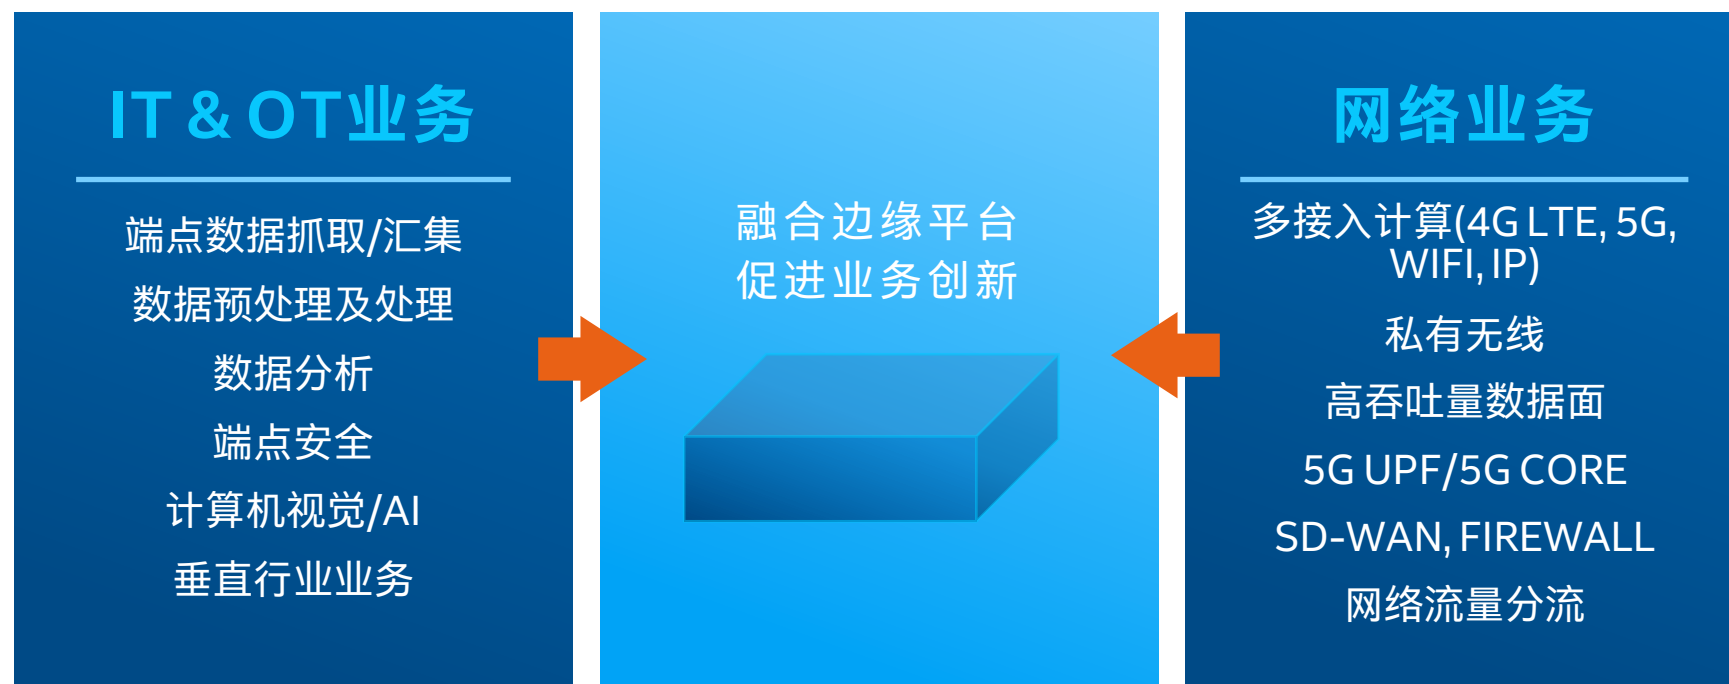 IT & OT业务
端点数据抓取/汇集
数据预处理及处理
数据分析
端点安全
计算机视觉/AI
垂直行业业务
融合边缘平台
促进业务创新
网络业务
多接入计算(4G LTE, 5G,
WIFI, IP)
私有无线
高吞吐量数据面
5G UPF/5G CORE
SD-WAN, FIREWALL
网络流量分流